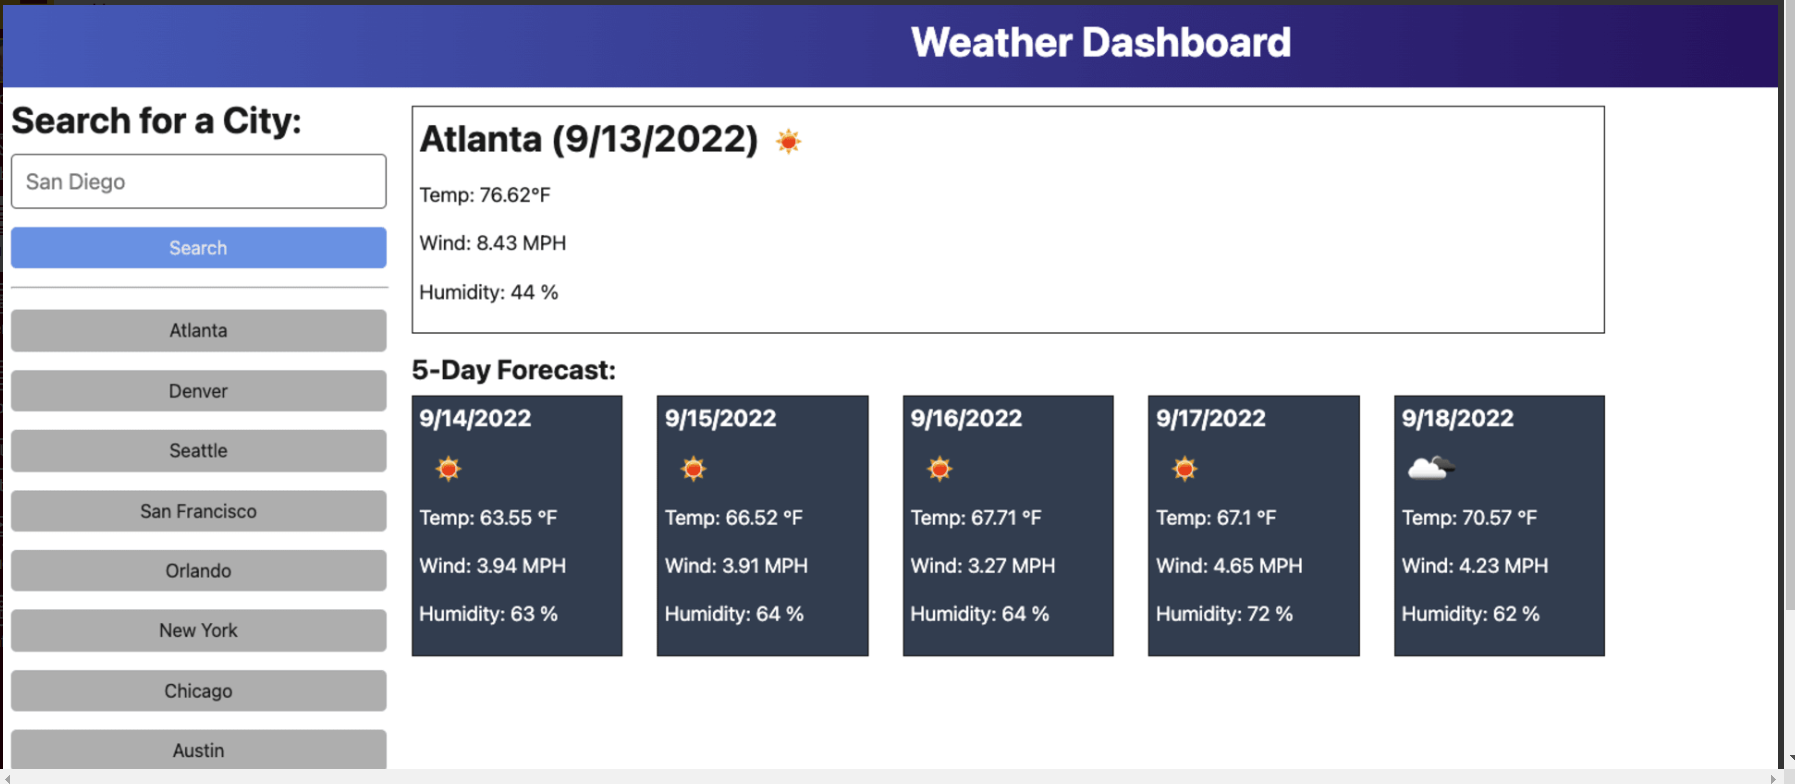 Weather Dashboard
Search for a City:
San Diego
Search
Atlanta
Denver
Seattle
San Francisco
Orlando
New York
Chicago
Austin
Atlanta (9/13/2022)
Temp: 76.62°F
Wind: 8.43 MPH
Humidity: 44 %
5-Day Forecast:
9/14/2022
Temp: 63.55 °F
Wind: 3.94 MPH
Humidity: 63 %
9/15/2022
Temp: 66.52 °F
Wind: 3.91 MPH
Humidity: 64 %
9/16/2022
Temp: 67.71 °F
Wind: 3.27 MPH
Humidity: 64 %
9/17/2022
Temp: 67.1 °F
Wind: 4.65 MPH
Humidity: 72 %
9/18/2022
Temp: 70.57 °F
Wind: 4.23 MPH
Humidity: 62 %